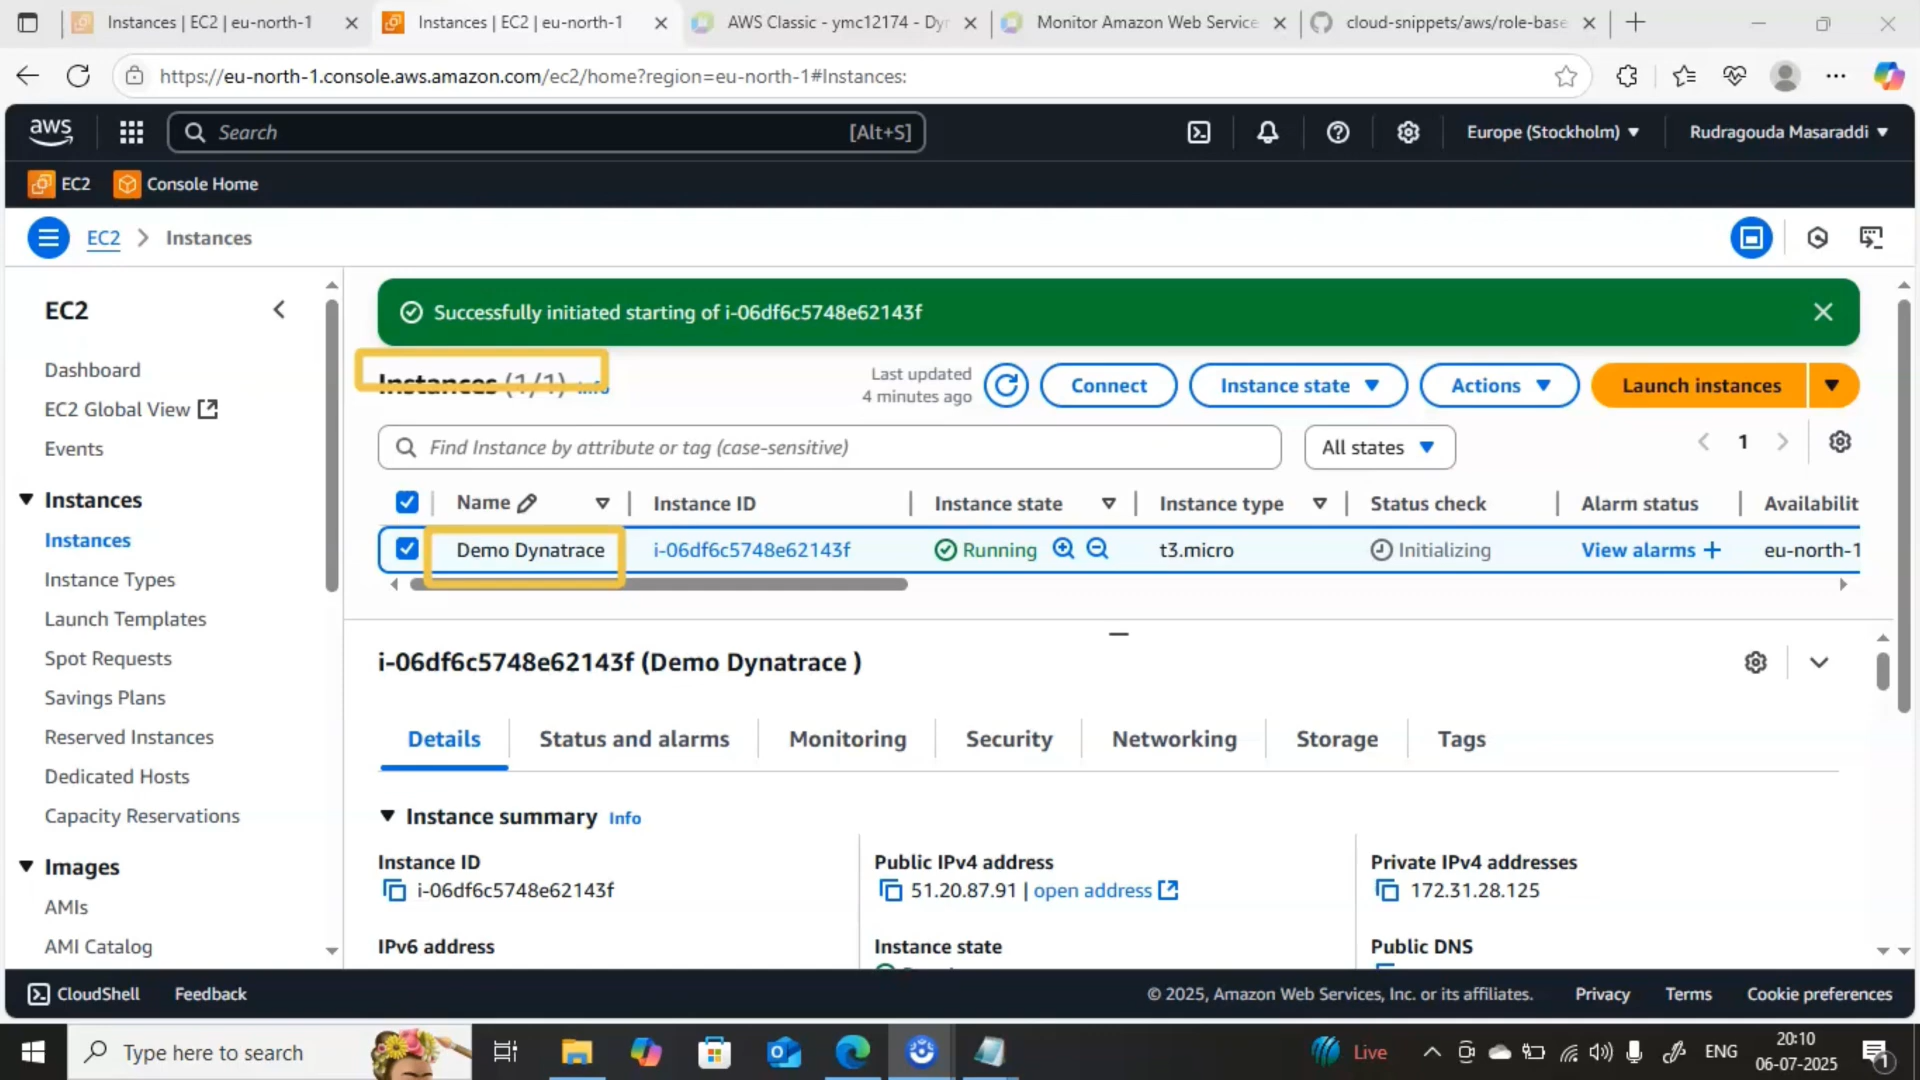 Instances | EC2 | eu-north-1
Instances | EC2 | eu-north-1
AWS Classic - ymc12174 - Dyn
Monitor Amazon Web Service
cloud-snippets/aws/role-base
https://eu-north-1.console.aws.amazon.com/ec2/home?region=eu-north-1#Instances:
aws
Search
[Alt+S]
Europe (Stockholm)
Rudragouda Masaraddi
EC2
Console Home
EC2
Instances
EC2
Dashboard
EC2 Global View
Events
Instances
Instances
Instance Types
Launch Templates
Spot Requests
Savings Plans
Reserved Instances
Dedicated Hosts
Capacity Reservations
Images
AMIs
AMI Catalog
Successfully initiated starting of i-06df6c5748e62143f
Instances (1/1) Info
Last updated
4 minutes ago
Connect
Instance state
Actions
Launch instances
Find Instance by attribute or tag (case-sensitive)
All states
1
Name
Instance ID
Instance state
Instance type
Status check
Alarm status
Availabilit
Demo Dynatrace
i-06df6c5748e62143f
Running
t3.micro
Initializing
View alarms +
eu-north-1
i-06df6c5748e62143f (Demo Dynatrace )
Details
Status and alarms
Monitoring
Security
Networking
Storage
Tags
Instance summary Info
Instance ID
i-06df6c5748e62143f
Public IPv4 address
51.20.87.91 | open address
Private IPv4 addresses
172.31.28.125
IPv6 address
Instance state
Public DNS
CloudShell
Feedback
© 2025, Amazon Web Services, Inc. or its affiliates.
Privacy
Terms
Cookie preferences
Type here to search
Live
ENG
20:10
06-07-2025
1